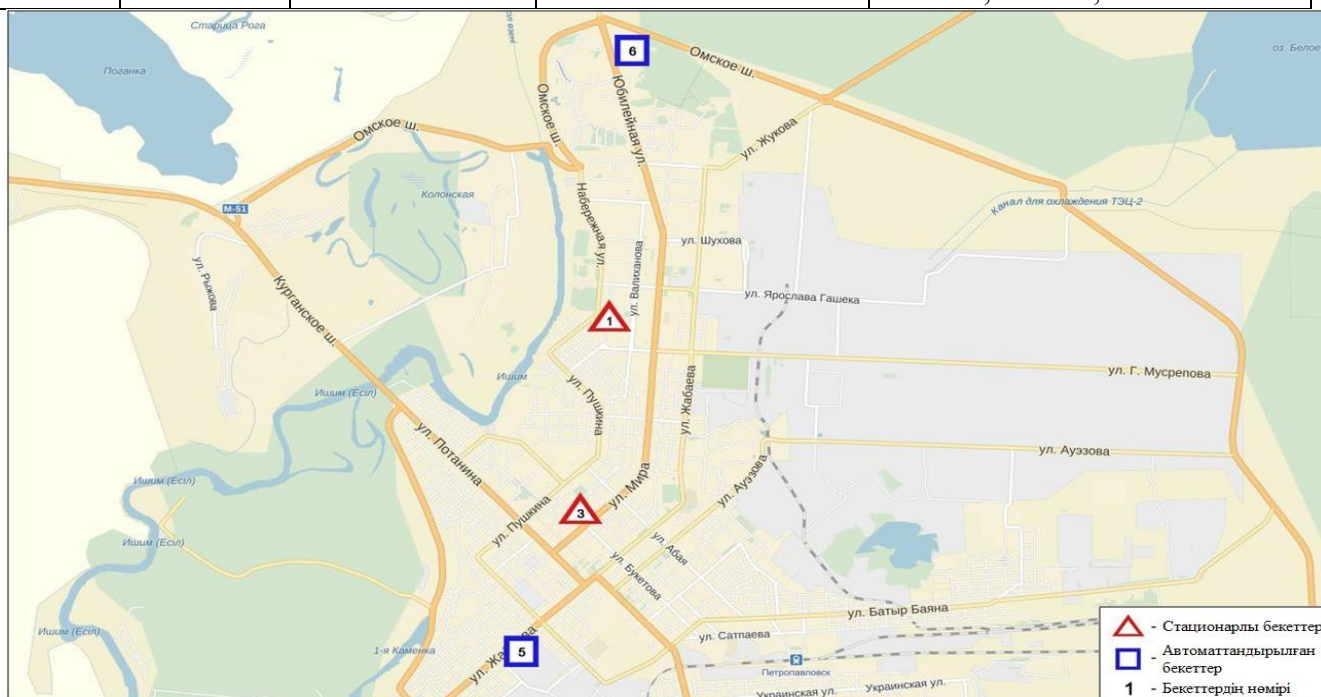 Старица Рога
Поганка
6
Омское ш.
оз. Белое
Омское ш.
Юбилейная ул.
Омское ш.
ул. Жукова
Колонская
М-51
Набережная ул.
Канал для охлаждения ТЭЦ-2
ул. Шухова
ул. Валиханова
ул. Рыжова
Курганское ш.
ул. Ярослава Гашека
1
Ишим
ул. Г. Мусрепова
Ишим (Есіл)
ул. Пушкина
ул. Жабаева
ул. Потанина
ул. Ауэзова
ул. Мира
ул. Ауэзова
Ишим (Есіл)
ул. Пушкина
3
Ишим (Есіл)
ул. Абая
ул. Букетова
ул. Батыр Баяна
Ишим (Есіл)
ул. Сатпаева
1-я Каменка
5
Петропавловск
Украинская ул.
Украинская ул.
- Стационарлы бекеттер
- Автоматтандырылған
бекеттер
1 - Бекеттердің нөмірі